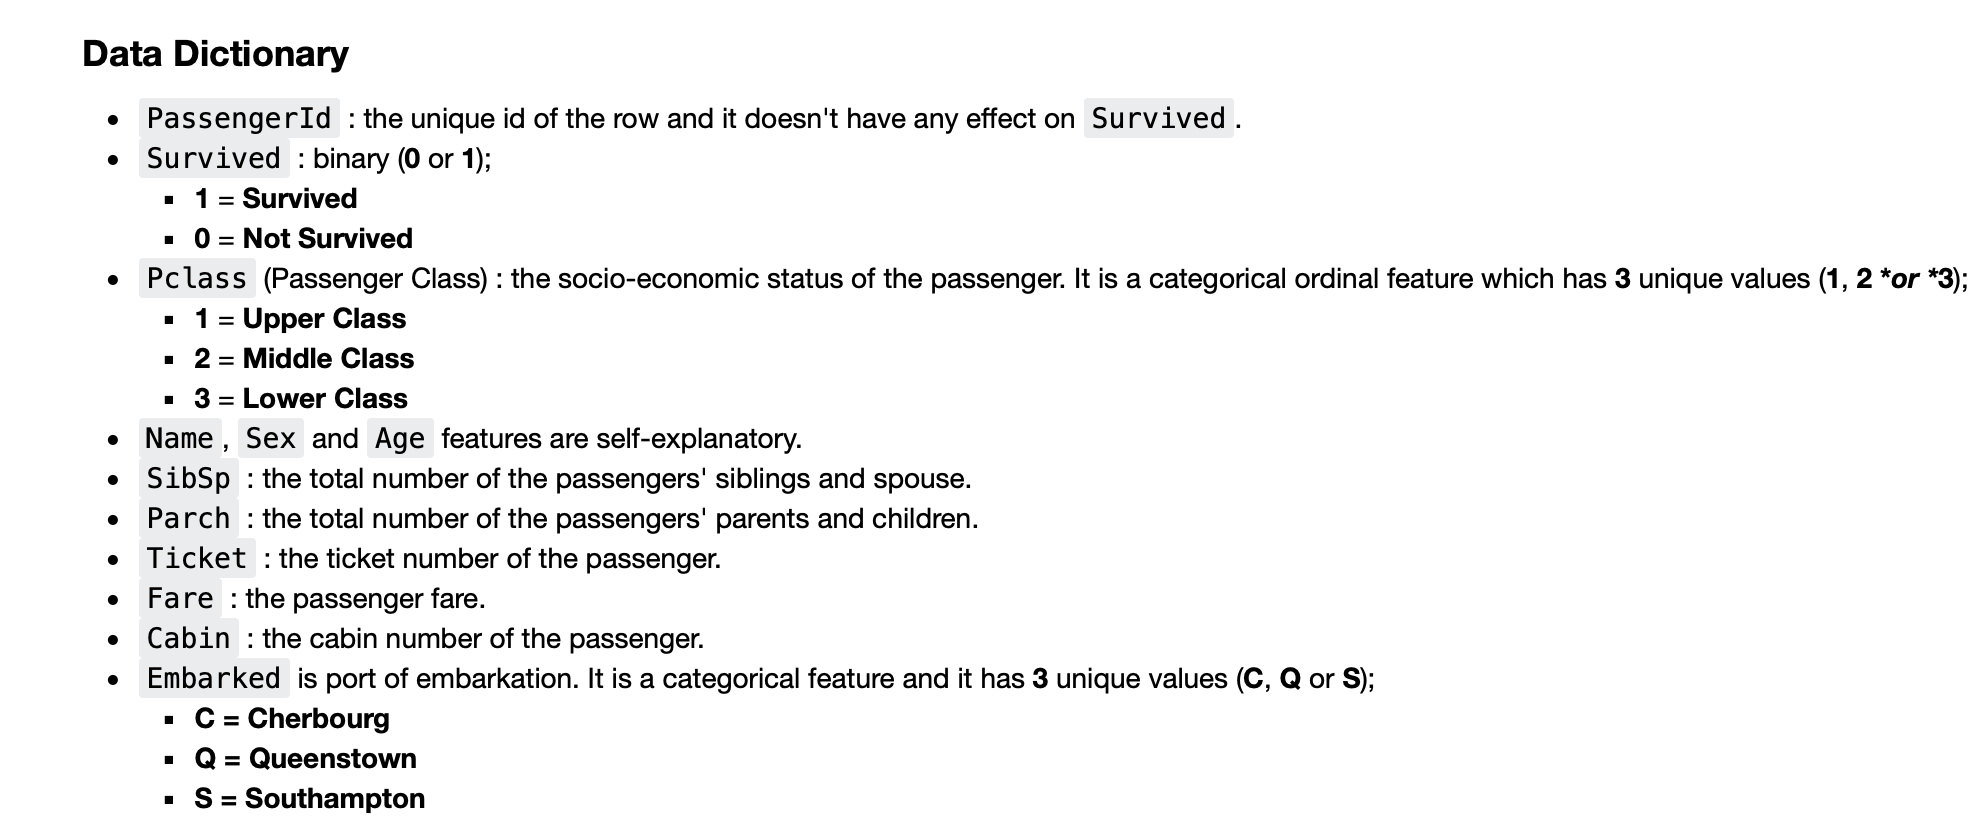 Data Dictionary
PassengerId : the unique id of the row and it doesn't have any effect on Survived .
Survived : binary (0 or 1);
1 = Survived
0 = Not Survived
Pclass (Passenger Class) : the socio-economic status of the passenger. It is a categorical ordinal feature which has 3 unique values (1, 2 *or *3);
1 = Upper Class
2 = Middle Class
3 = Lower Class
Name , Sex and Age features are self-explanatory.
SibSp : the total number of the passengers' siblings and spouse.
Parch : the total number of the passengers' parents and children.
Ticket : the ticket number of the passenger.
Fare : the passenger fare.
Cabin : the cabin number of the passenger.
Embarked is port of embarkation. It is a categorical feature and it has 3 unique values (C, Q or S);
C = Cherbourg
Q = Queenstown
S = Southampton